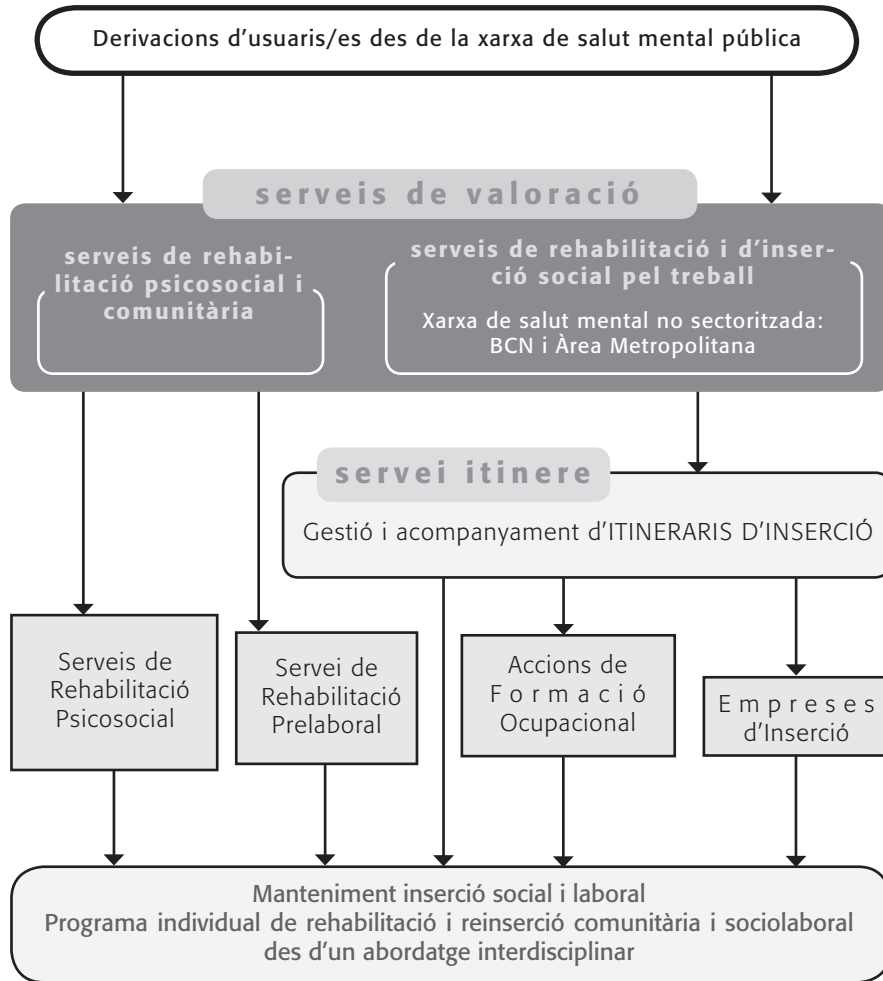 Derivacions d'usuaris/es des de la xarxa de salut mental pública
serveis de valoració
serveis de rehabi-
litació psicosocial i
comunitària
serveis de rehabilitació i d'inser-
ció social pel treball
Xarxa de salut mental no sectoritzada:
BCN i Àrea Metropolitana
servei itinere
Gestió i acompanyament d'ITINERARIS D'INSERCIÓ
Serveis de
Rehabilitació
Psicosocial
Servei de
Rehabilitació
Prelaboral
Accions de
Formació
Ocupacional
Empreses
d'Inserció
Manteniment inserció social i laboral
Programa individual de rehabilitació i reinserció comunitària i sociolaboral
des d'un abordatge interdisciplinar